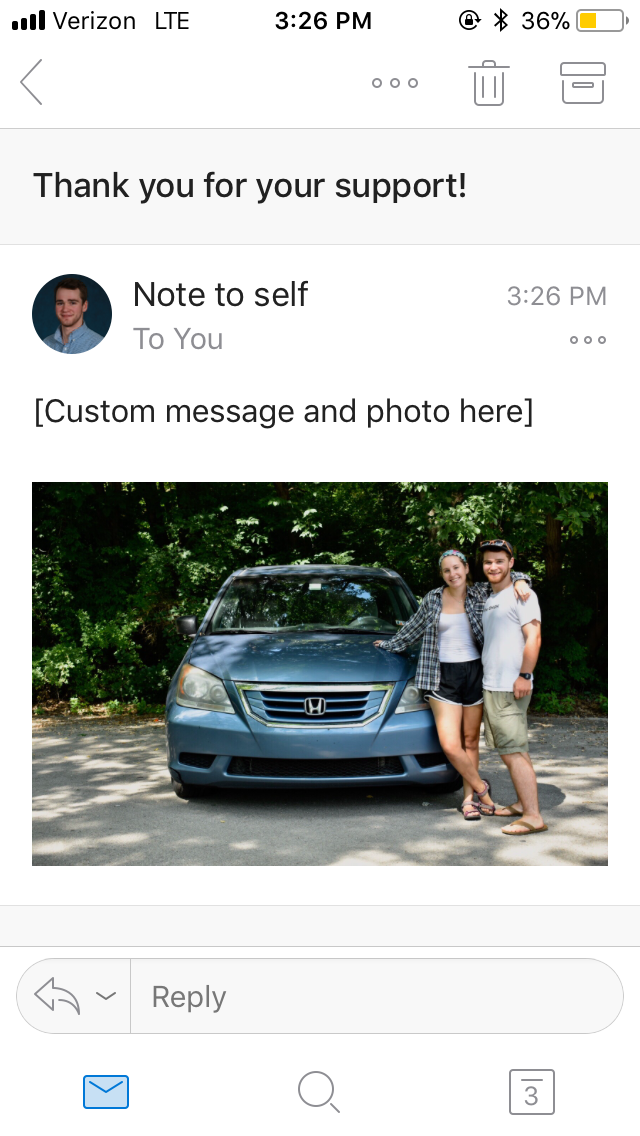 Verizon LTE 3:26 PM 36%
Thank you for your support!
Note to self 3:26 PM
To You
[Custom message and photo here]
Reply
3